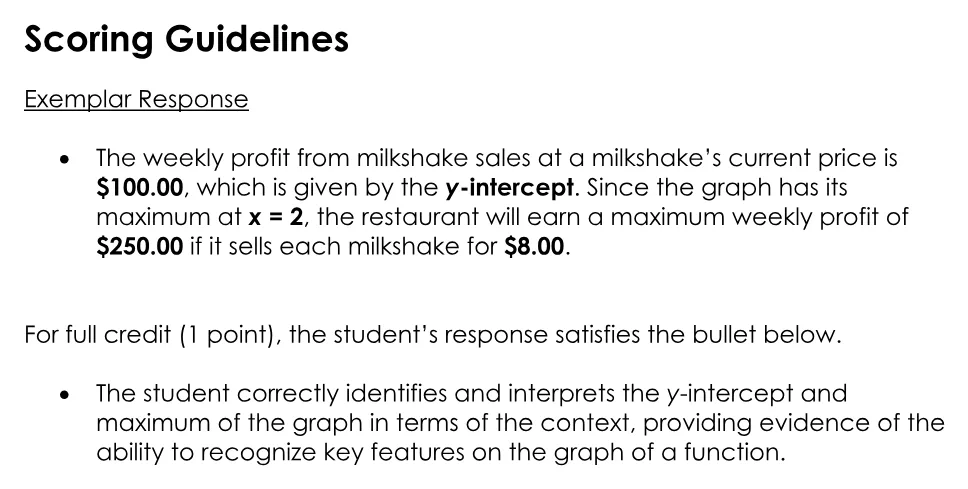 Scoring Guidelines
Exemplar Response
• The weekly profit from milkshake sales at a milkshake’s current price is
$100.00, which is given by the y-intercept. Since the graph has its
maximum at x = 2, the restaurant will earn a maximum weekly profit of
$250.00 if it sells each milkshake for $8.00.
For full credit (1 point), the student’s response satisfies the bullet below.
• The student correctly identifies and interprets the y-intercept and
maximum of the graph in terms of the context, providing evidence of the
ability to recognize key features on the graph of a function.